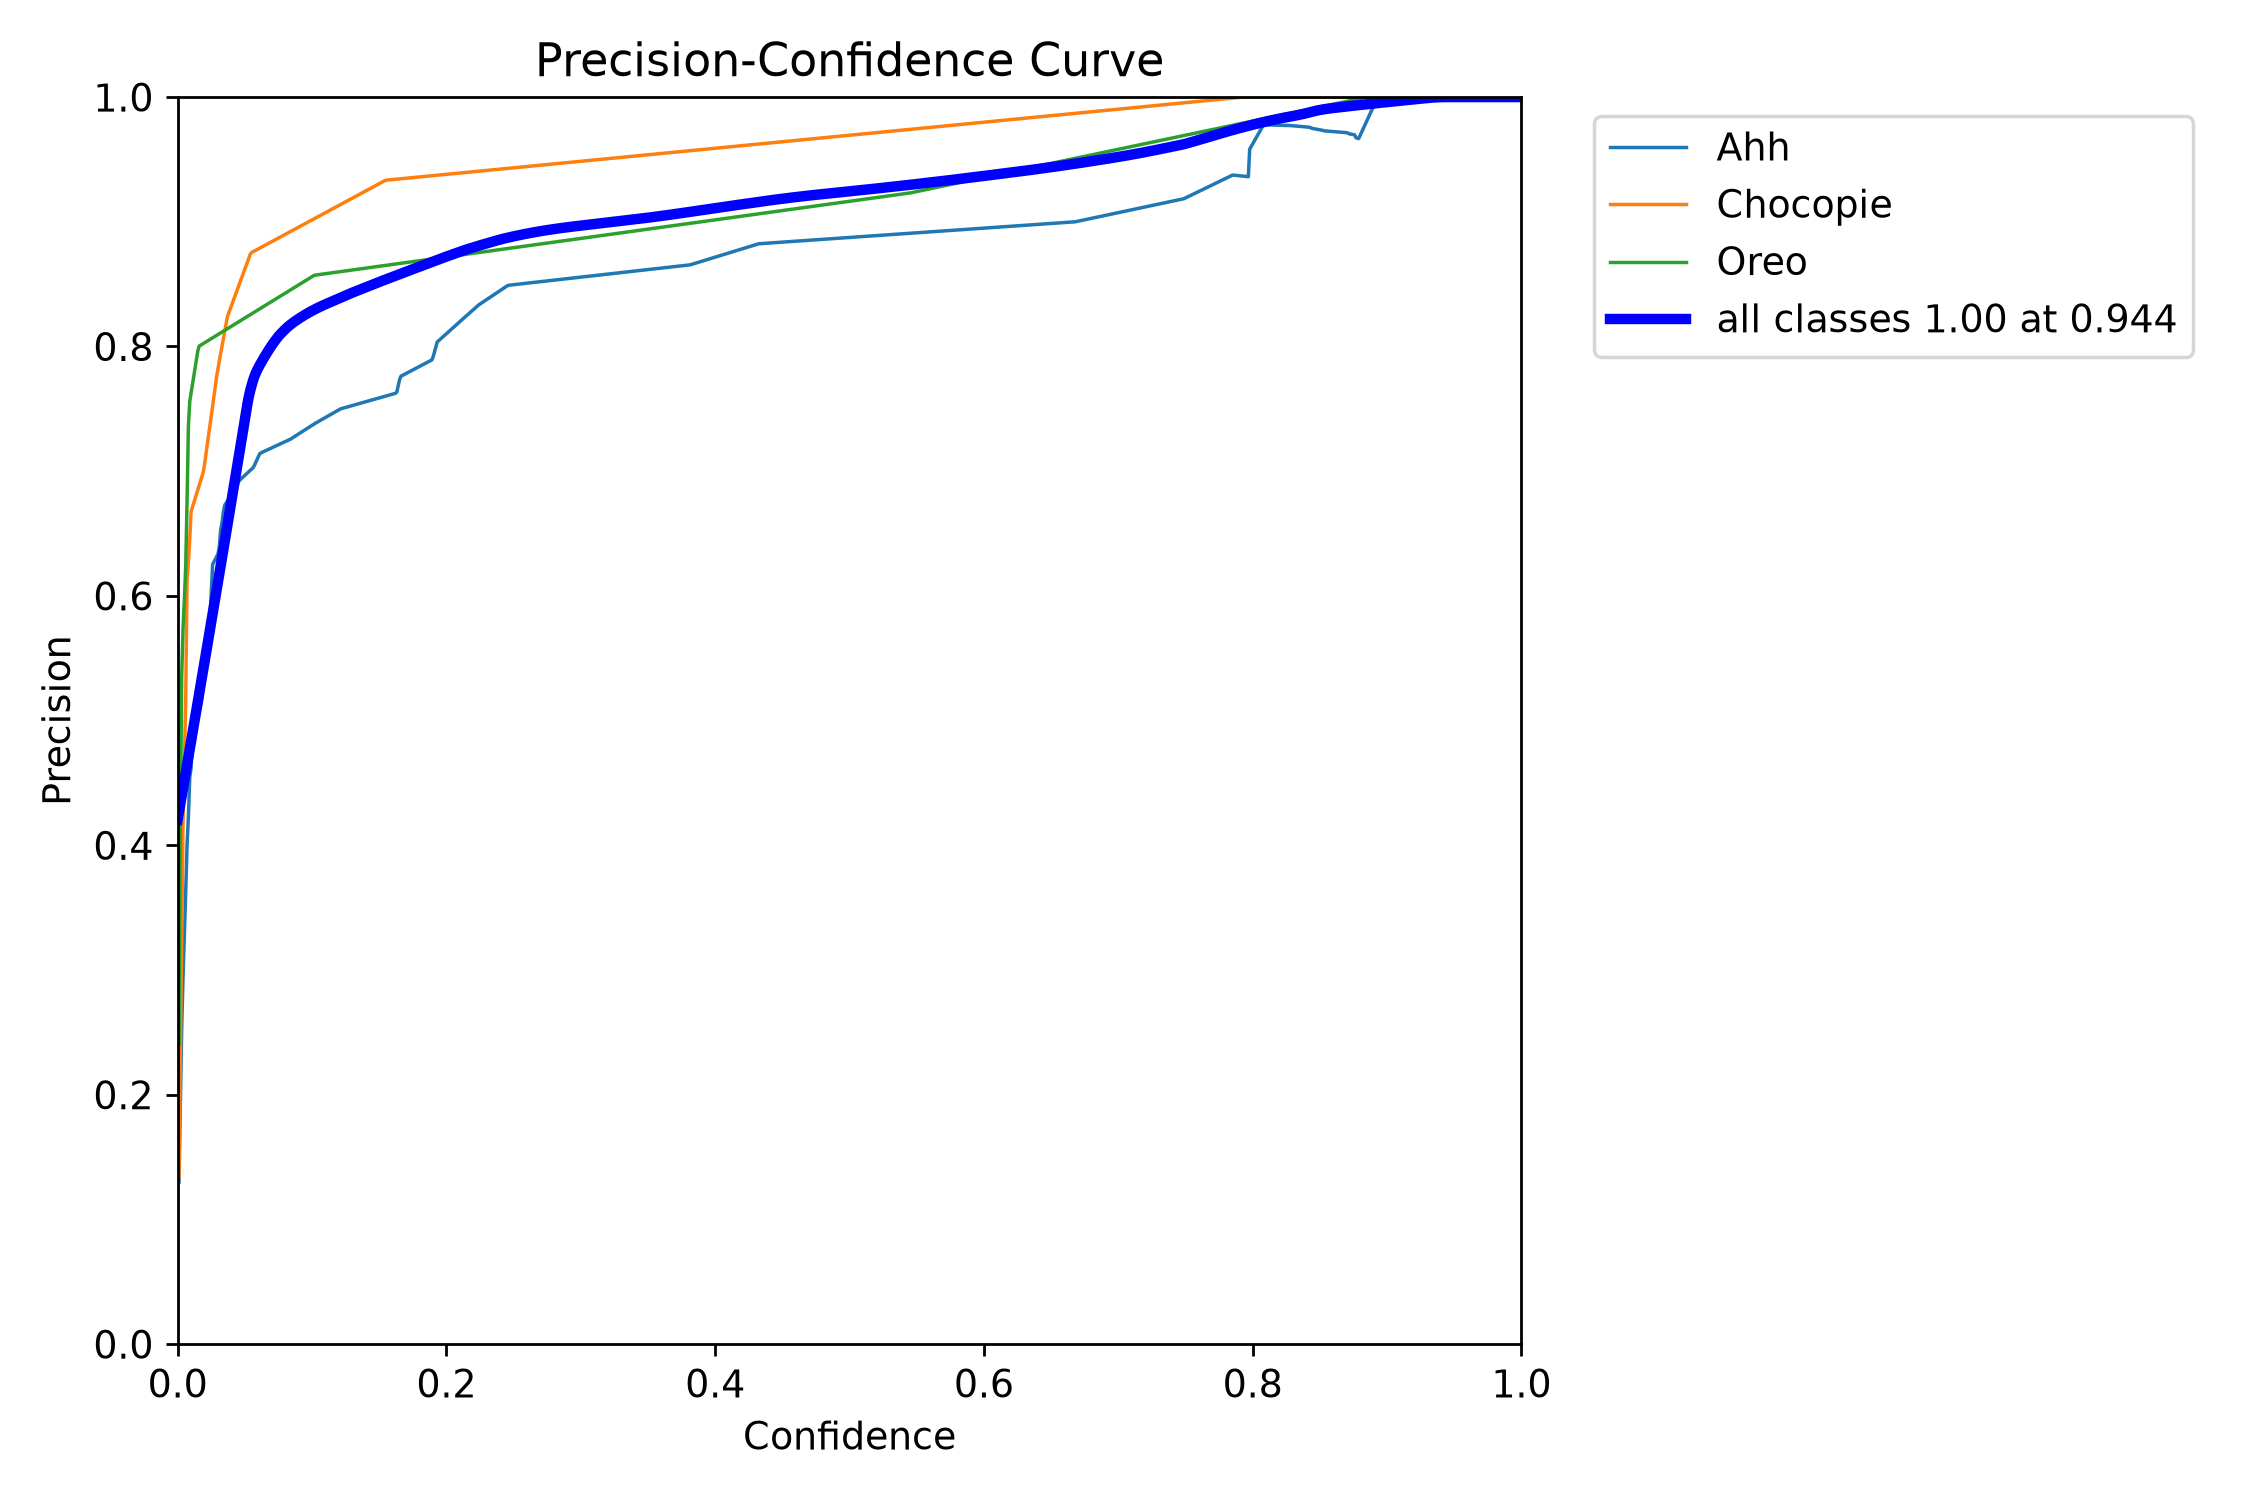 Precision-Confidence Curve
1.0
0.8
0.6
0.4
0.2
0.0
Precision
0.0 0.2 0.4 0.6 0.8 1.0
Confidence
Ahh
Chocopie
Oreo
all classes 1.00 at 0.944